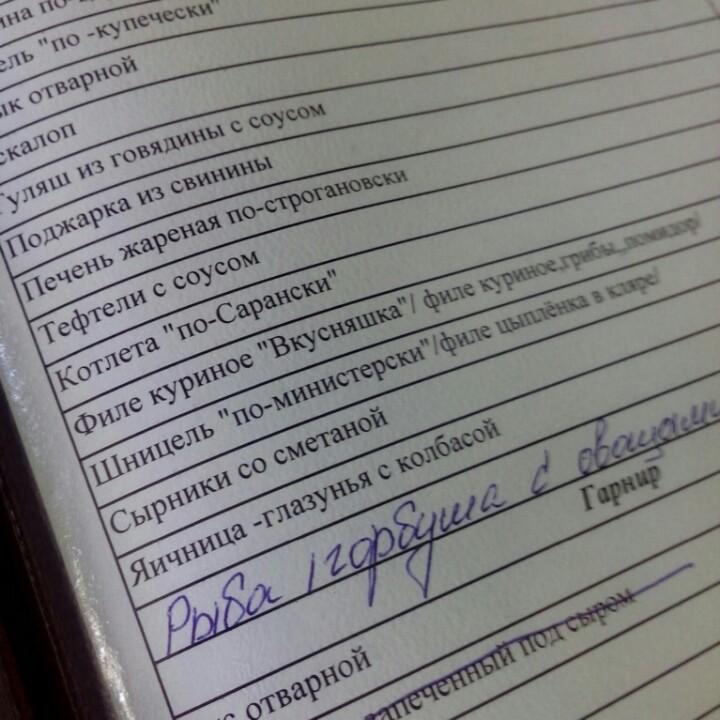 ель "по -купечески"
ык отварной
скалоп
Гуляш из говядины с соусом
Поджарка из свинины
Печень жареная по-строгановски
Тефтели с соусом
Котлета "по-Сарански"
Филе куриное "Вкусняшка"/ филе куриное,грибы, помидор/
Шницель "по-министерски"/филе цыплёнка в кляре/
Сырники со сметаной
Яичница -глазунья с колбасой
Рыба /горбуша с овощами
Гарнир
отварной
запеченный под сыром